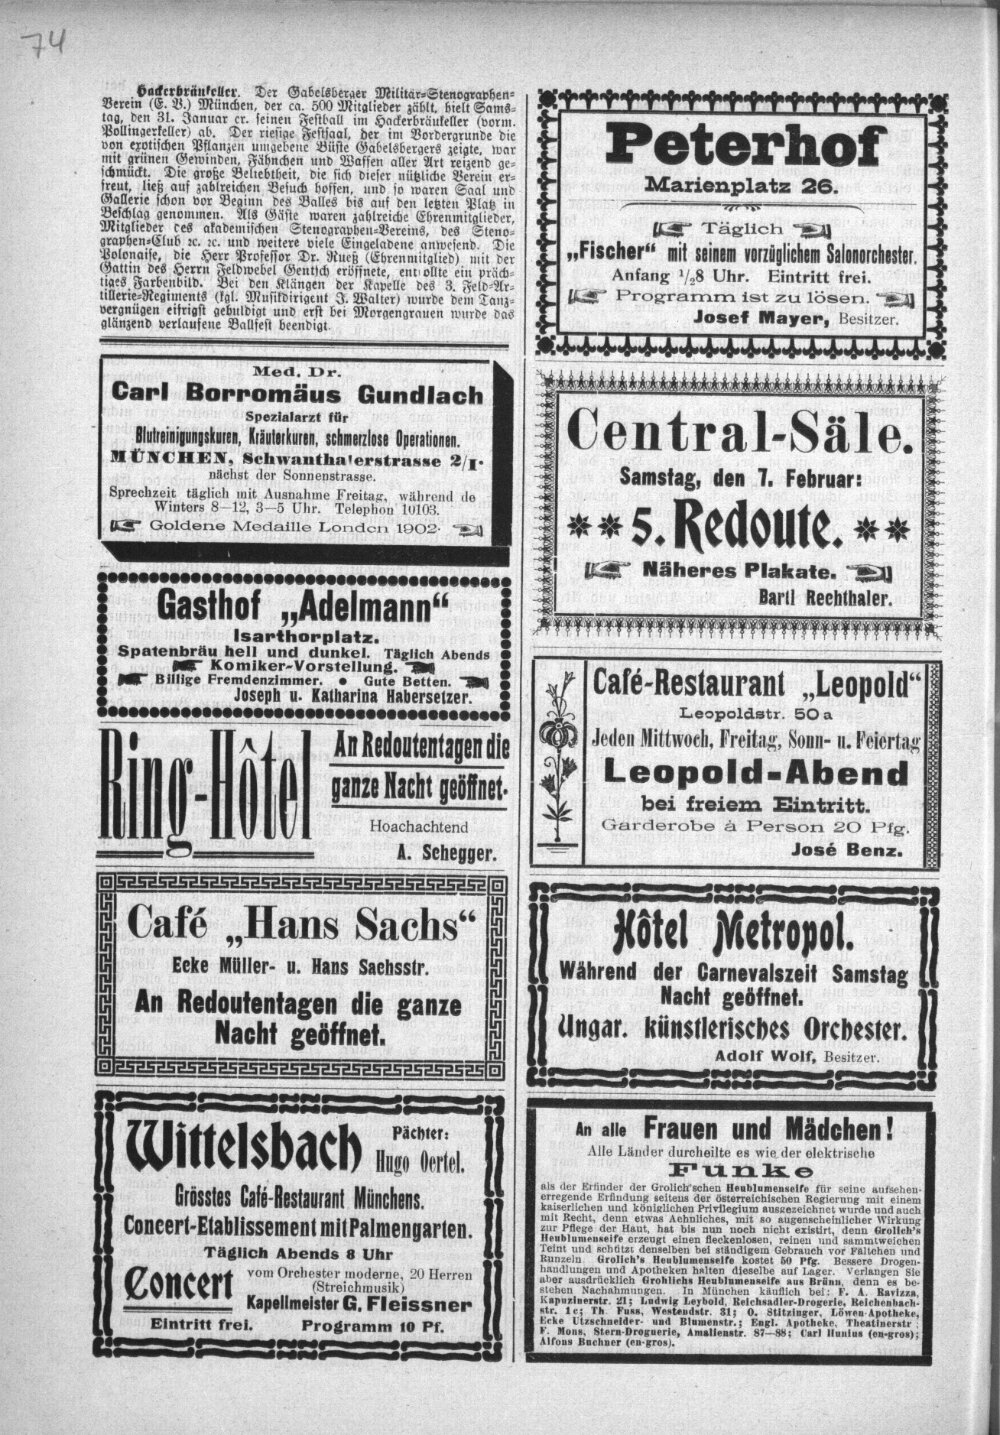 74
Hackerbräukeller. Der Gabelsberger Militär-Stenographen-
Verein (E. V.) München, der ca. 500 Mitglieder zählt, hielt Sams-
tag, den 31. Januar cr. seinen Festball im Hackerbräukeller (vorm.
Pollingerkeller) ab. Der riesige Festsaal, der im Vordergrunde die
von exotischen Pflanzen umgebene Büste Gabelsbergers zeigte, war
mit grünen Gewinden, Fähnchen und Waffen aller Art reizend ge-
schmückt. Die große Beliebtheit, die sich dieser nützliche Verein er-
freut, ließ auf zahlreichen Besuch hoffen, und so waren Saal und
Gallerie schon vor Beginn des Balles bis auf den letzten Platz in
Beschlag genommen. Als Gäste waren zahlreiche Ehrenmitglieder,
Mitglieder des akademischen Stenographen-Vereins, des Steno-
graphen-Club ꝛc. ꝛc. und weitere viele Eingeladene anwesend. Die
Polonaise, die Herr Professor Dr. Rueß (Ehrenmitglied) mit der
Gattin des Herrn Feldwebel Gentsch eröffnete, entrollte ein präch-
tiges Farbenbild. Bei den Klängen der Kapelle des 3. Feld-Ar-
tillerie-Regiments (kgl. Musikdirigent J. Walter) wurde dem Tanz-
vergnügen eifrigst gehuldigt und erst bei Morgengrauen wurde das
glänzend verlaufene Ballfest beendigt.
Med. Dr.
Carl Borromäus Gundlach
Spezialarzt für
Blutreinigungskuren, Kräuterkuren, schmerzlose Operationen.
MÜNCHEN, Schwanthalerstrasse 2/I.
nächst der Sonnenstrasse.
Sprechzeit täglich mit Ausnahme Freitag, während de
Winters 8—12, 3—5 Uhr. Telephon 10103.
Goldene Medaille London 1902.
Gasthof „Adelmann“
Isarthorplatz.
Spatenbräu hell und dunkel. Täglich Abends
Komiker-Vorstellung.
Billige Fremdenzimmer. • Gute Betten.
Joseph u. Katharina Habersetzer.
Ring-Hôtel
An Redoutentagen die
ganze Nacht geöffnet.
Hoachachtend
A. Schegger.
Café „Hans Sachs“
Ecke Müller- u. Hans Sachsstr.
An Redoutentagen die ganze
Nacht geöffnet.
Wittelsbach
Pächter:
Hugo Oertel.
Grösstes Café-Restaurant Münchens.
Concert-Etablissement mit Palmengarten.
Täglich Abends 8 Uhr
Concert
vom Orchester moderne, 20 Herren
(Streichmusik)
Kapellmeister G. Fleissner
Eintritt frei. Programm 10 Pf.
Peterhof
Marienplatz 26.
Täglich
„Fischer“ mit seinem vorzüglichem Salonorchester.
Anfang ½8 Uhr. Eintritt frei.
Programm ist zu lösen.
Josef Mayer, Besitzer.
Central-Säle.
Samstag, den 7. Februar:
** 5. Redoute. **
Näheres Plakate.
Bartl Rechthaler.
Café-Restaurant „Leopold“
Leopoldstr. 50a
Jeden Mittwoch, Freitag, Sonn- u. Feiertag
Leopold-Abend
bei freiem Eintritt.
Garderobe à Person 20 Pfg.
José Benz.
Hôtel Metropol.
Während der Carnevalszeit Samstag
Nacht geöffnet.
Ungar. künstlerisches Orchester.
Adolf Wolf, Besitzer.
An alle Frauen und Mädchen!
Alle Länder durcheilte es wie der elektrische
Funke
als der Erfinder der Grolich'schen Heublumenseife für seine aufsehen-
erregende Erfindung seitens der österreichischen Regierung mit einem
kaiserlichen und königlichen Privilegium ausgezeichnet wurde und auch
mit Recht, denn etwas Aehnliches, mit so augenscheinlicher Wirkung
zur Pflege der Haut, hat bis nun noch nicht existirt, denn Grolich's
Heublumenseife erzeugt einen fleckenlosen, reinen und sammtweichen
Teint und schützt denselben bei ständigem Gebrauch vor Fältchen und
Runzeln. Grolich's Heublumenseife kostet 50 Pfg. Bessere Drogen-
handlungen und Apotheken halten dieselbe auf Lager. Verlangen Sie
aber ausdrücklich Grohlichs Heublumenseife aus Brünn, denn es be-
stehen Nachahmungen. In München käuflich bei: F. A. Ravizza,
Kapuzinerstr. 21; Ludwig Leybold, Reichsadler-Drogerie, Reichenbach-
str. 1c; Th. Fuss, Westendstr. 31; O. Stitzinger, Löwen-Apotheke,
Ecke Utzschneider- und Blumenstr.; Engl. Apotheke, Theatinerstr ;
F. Mons, Stern-Droguerie, Amalienstr. 87—88; Carl Hunius (en-gros);
Alfons Buchner (en-gros).